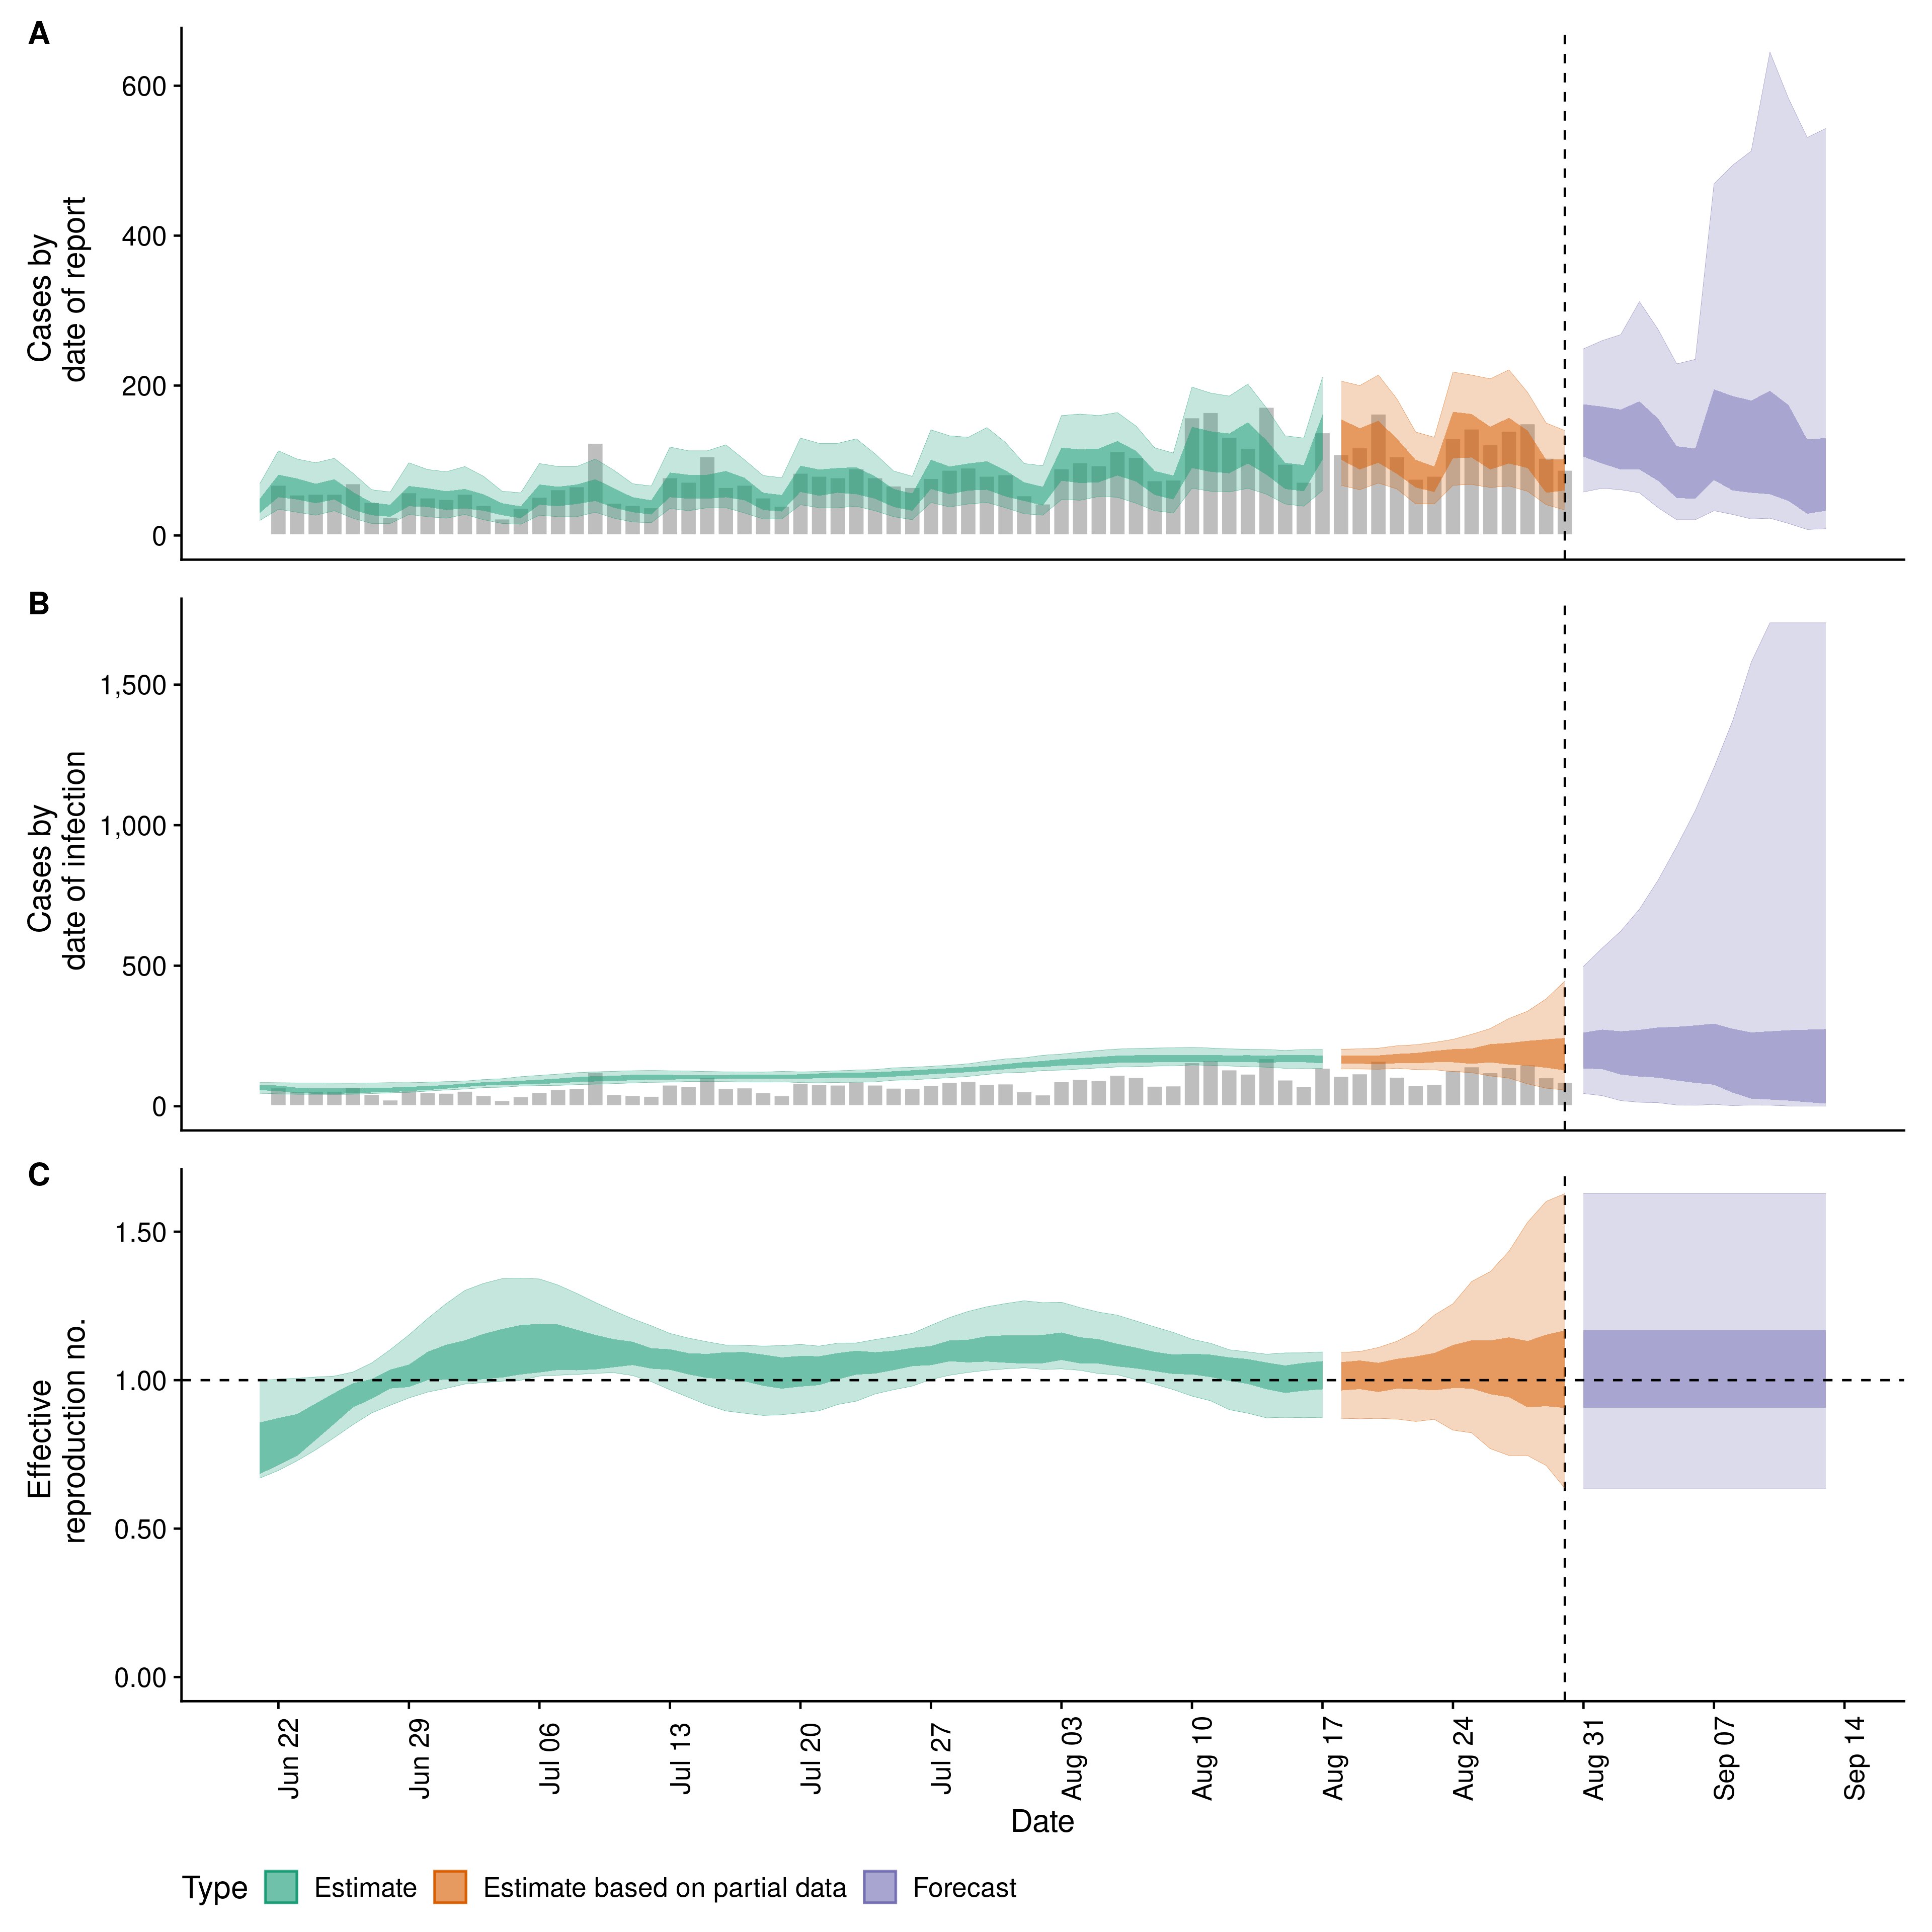 A
600
400
200
0
Cases by
date of report
B
1,500
1,000
500
0
Cases by
date of infection
C
1.50
1.00
0.50
0.00
Effective
reproduction no.
Jun 22
Jun 29
Jul 06
Jul 13
Jul 20
Jul 27
Aug 03
Aug 10
Aug 17
Aug 24
Aug 31
Sep 07
Sep 14
Date
Type Estimate Estimate based on partial data Forecast